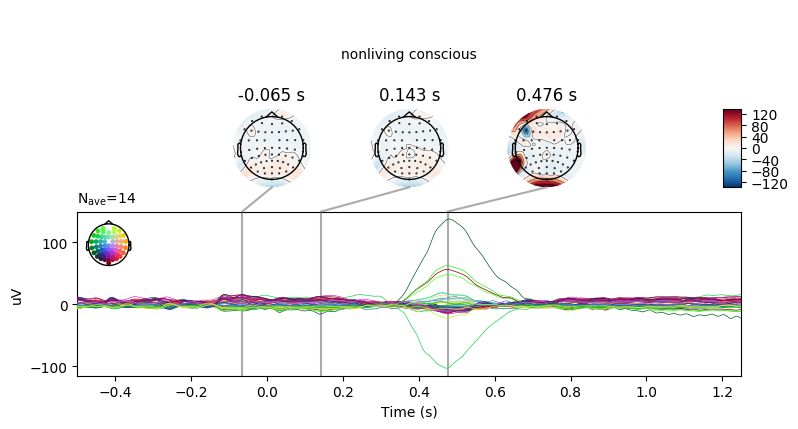 nonliving conscious
-0.065 s 0.143 s 0.476 s
120
80
40
0
−40
−80
−120
Nave=14
100
0
−100
uV
−0.4 −0.2 0.0 0.2 0.4 0.6 0.8 1.0 1.2
Time (s)